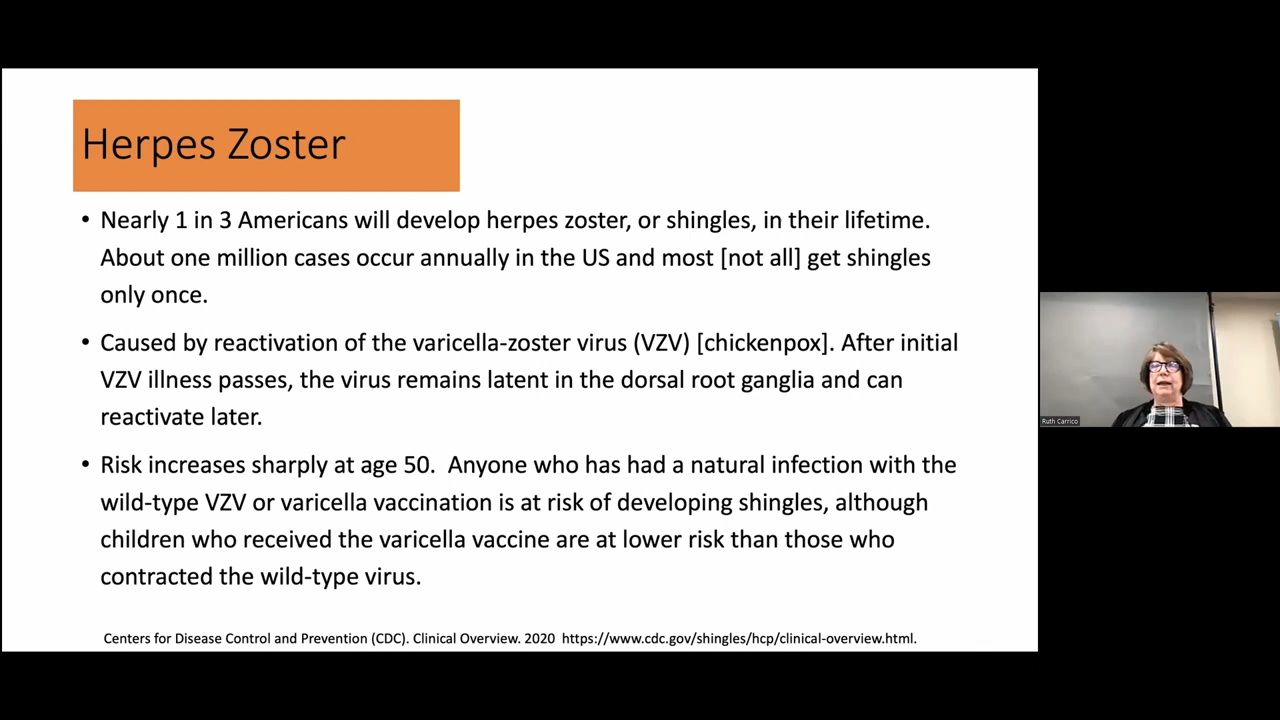 Herpes Zoster
• Nearly 1 in 3 Americans will develop herpes zoster, or shingles, in their lifetime.
About one million cases occur annually in the US and most [not all] get shingles
only once.
• Caused by reactivation of the varicella-zoster virus (VZV) [chickenpox]. After initial
VZV illness passes, the virus remains latent in the dorsal root ganglia and can
reactivate later.
• Risk increases sharply at age 50.  Anyone who has had a natural infection with the
wild-type VZV or varicella vaccination is at risk of developing shingles, although
children who received the varicella vaccine are at lower risk than those who
contracted the wild-type virus.
Centers for Disease Control and Prevention (CDC). Clinical Overview. 2020  https://www.cdc.gov/shingles/hcp/clinical-overview.html.
Ruth Carrico